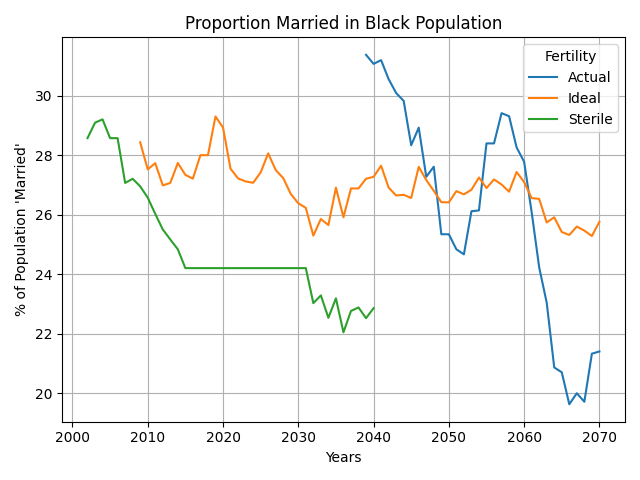 Proportion Married in Black Population
Fertility
Actual
Ideal
Sterile
% of Population 'Married'
30
28
26
24
22
20
2000 2010 2020 2030 2040 2050 2060 2070
Years